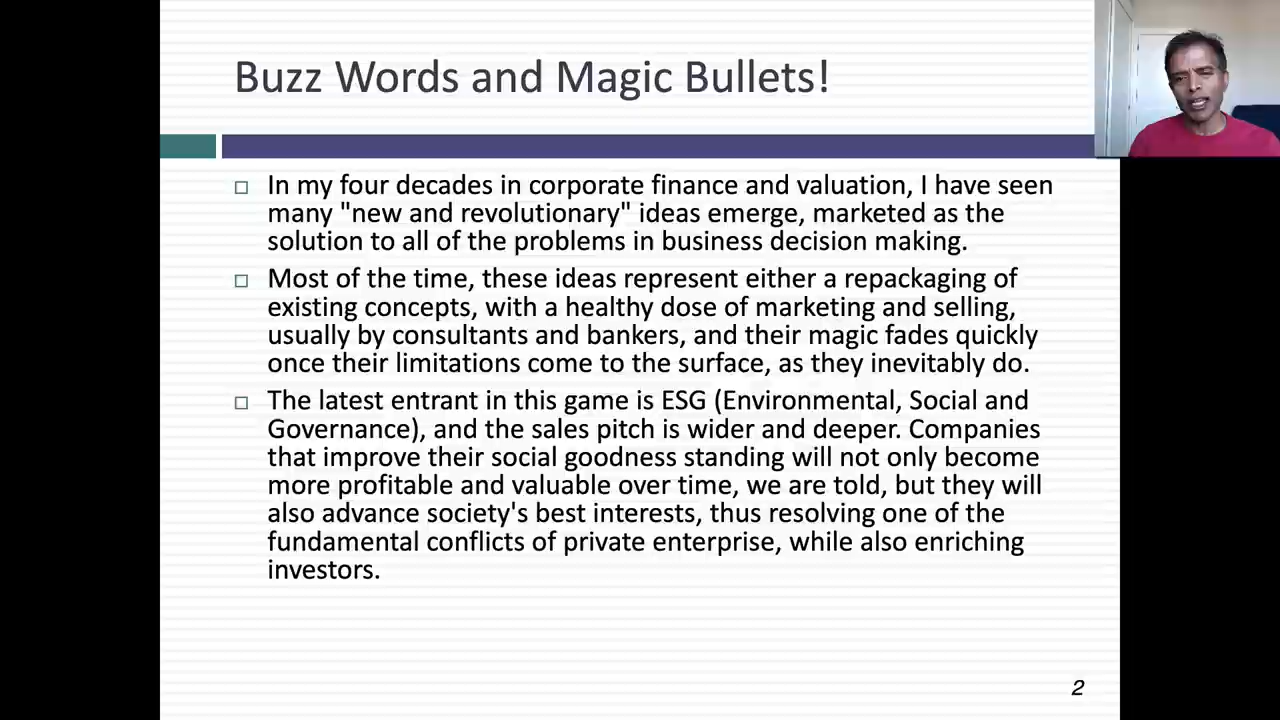 Buzz Words and Magic Bullets!
In my four decades in corporate finance and valuation, I have seen
many "new and revolutionary" ideas emerge, marketed as the
solution to all of the problems in business decision making.
Most of the time, these ideas represent either a repackaging of
existing concepts, with a healthy dose of marketing and selling,
usually by consultants and bankers, and their magic fades quickly
once their limitations come to the surface, as they inevitably do.
The latest entrant in this game is ESG (Environmental, Social and
Governance), and the sales pitch is wider and deeper. Companies
that improve their social goodness standing will not only become
more profitable and valuable over time, we are told, but they will
also advance society's best interests, thus resolving one of the
fundamental conflicts of private enterprise, while also enriching
investors.
2